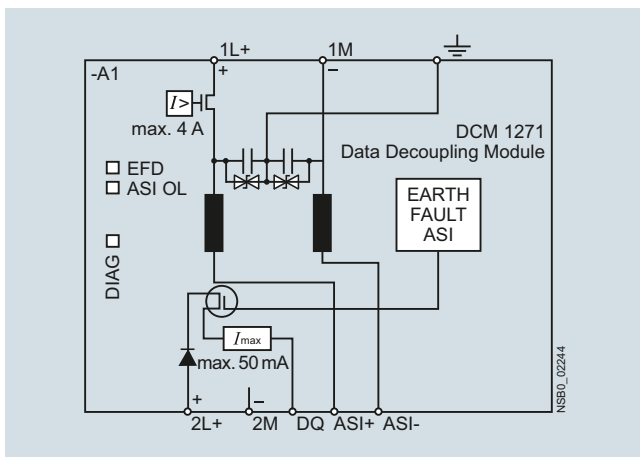 1L+ 1M
+ −
-A1
I>
max. 4 A
DCM 1271
Data Decoupling Module
EFD
ASI OL
EARTH
FAULT
ASI
DIAG
Imax
max. 50 mA
+ −
2L+ 2M DQ ASI+ ASI-
NSB0_02244